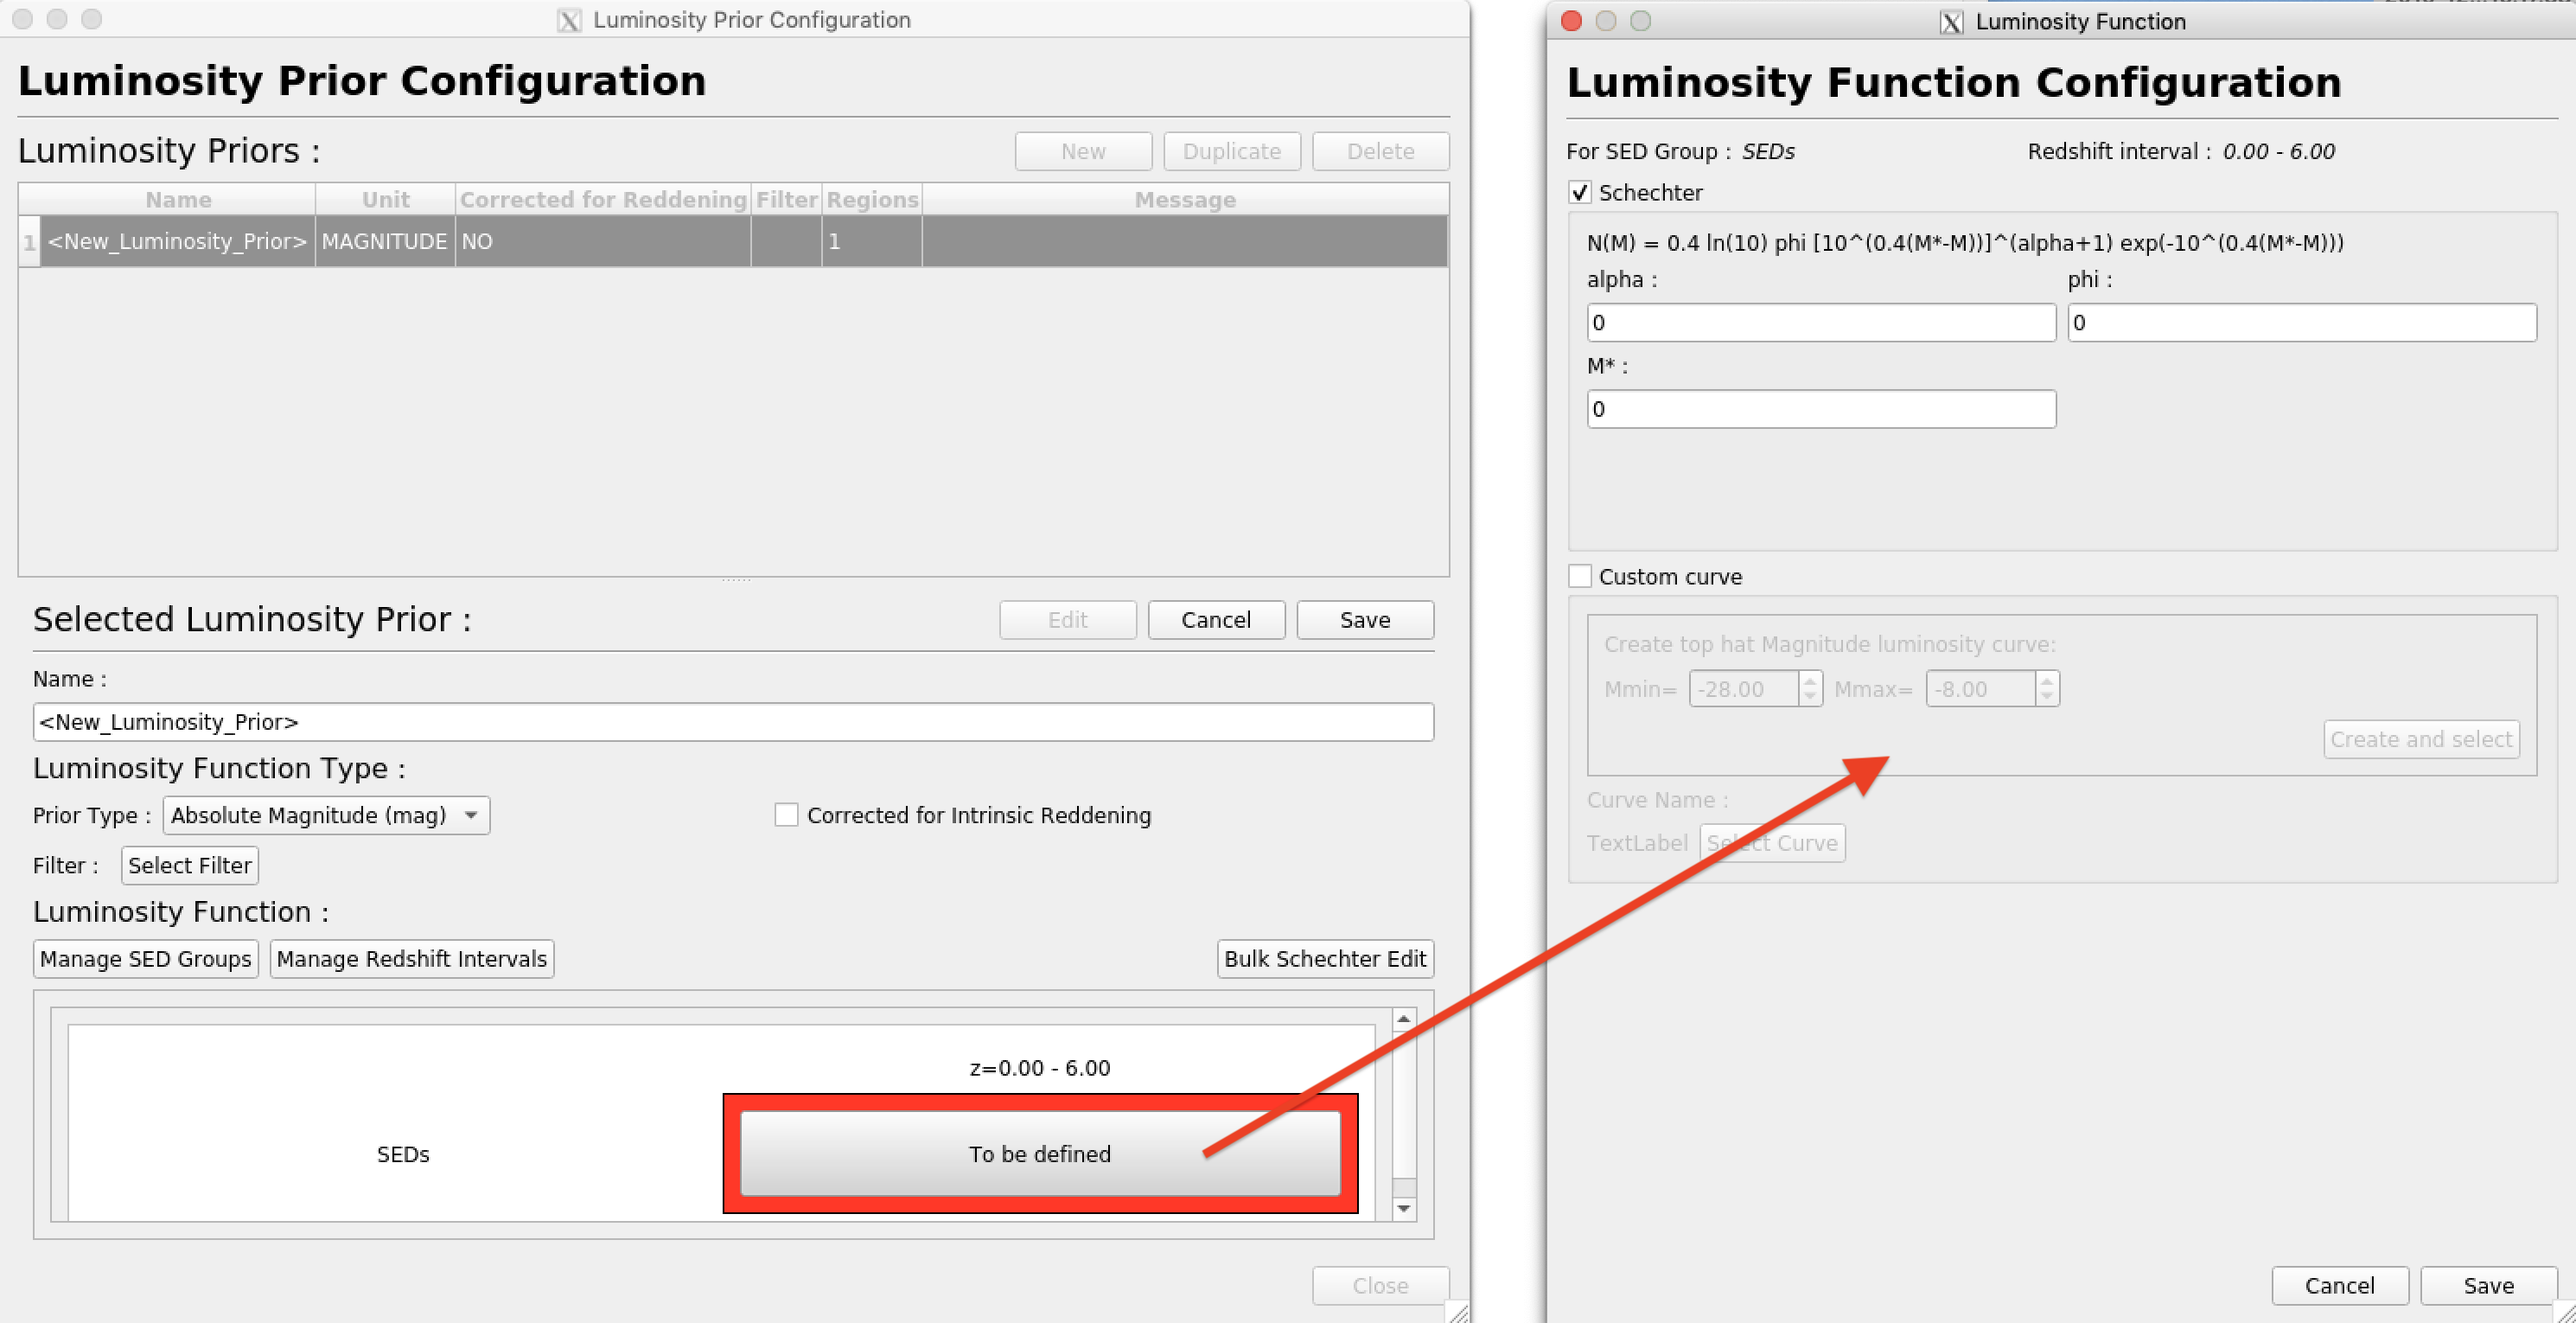 Luminosity Prior Configuration
Luminosity Prior Configuration
Luminosity Priors :
New
Duplicate
Delete
Name
Unit
Corrected for Reddening
Filter
Regions
Message
1
<New_Luminosity_Prior>
MAGNITUDE
NO
1
Selected Luminosity Prior :
Edit
Cancel
Save
Name :
<New_Luminosity_Prior>
Luminosity Function Type :
Prior Type :
Absolute Magnitude (mag)
Corrected for Intrinsic Reddening
Filter :
Select Filter
Luminosity Function :
Manage SED Groups
Manage Redshift Intervals
Bulk Schechter Edit
z=0.00 - 6.00
SEDs
To be defined
Close
Luminosity Function
Luminosity Function Configuration
For SED Group : SEDs
Redshift interval : 0.00 - 6.00
Schechter
N(M) = 0.4 ln(10) phi [10^(0.4(M*-M))]^(alpha+1) exp(-10^(0.4(M*-M)))
alpha :
phi :
0
0
M* :
0
Custom curve
Create top hat Magnitude luminosity curve:
Mmin=
-28.00
Mmax=
-8.00
Create and select
Curve Name :
TextLabel
Select Curve
Cancel
Save